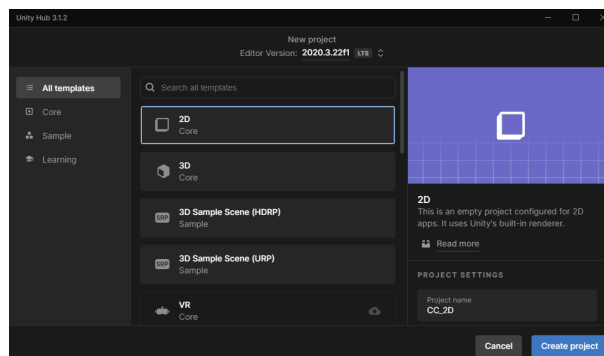 Unity Hub 3.1.2
New project
Editor Version: 2020.3.22f1 LTS
All templates
Core
Sample
Learning
Search all templates
2D
Core
3D
Core
SRP
3D Sample Scene (HDRP)
Sample
SRP
3D Sample Scene (URP)
Sample
VR
Core
2D
This is an empty project configured for 2D
apps. It uses Unity's built-in renderer.
Read more
PROJECT SETTINGS
Project name
CC_2D
Cancel
Create project